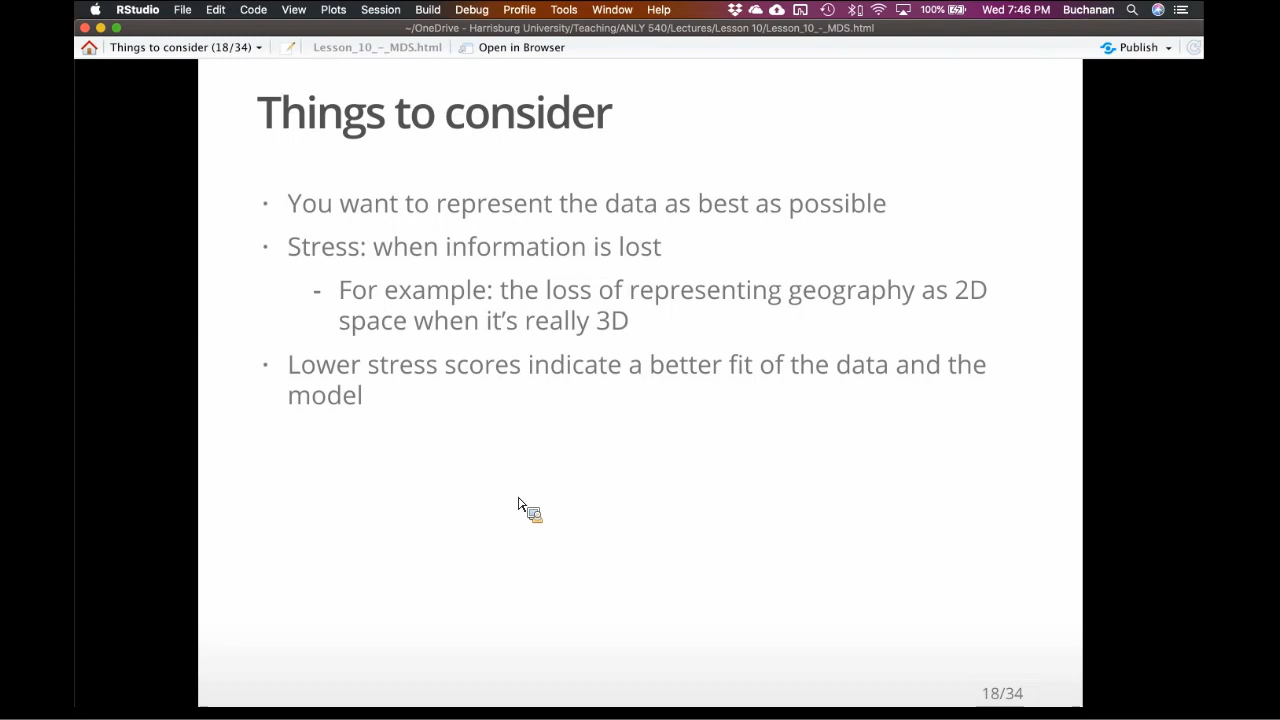 RStudio File Edit Code View Plots Session Build Debug Profile Tools Window Help 100% Wed 7:46 PM Buchanan
~/OneDrive - Harrisburg University/Teaching/ANLY 540/Lectures/Lesson 10/Lesson_10_-_MDS.html
Things to consider (18/34) Lesson_10_-_MDS.html Open in Browser Publish
Things to consider
· You want to represent the data as best as possible
· Stress: when information is lost
- For example: the loss of representing geography as 2D
space when it's really 3D
· Lower stress scores indicate a better fit of the data and the
model
18/34